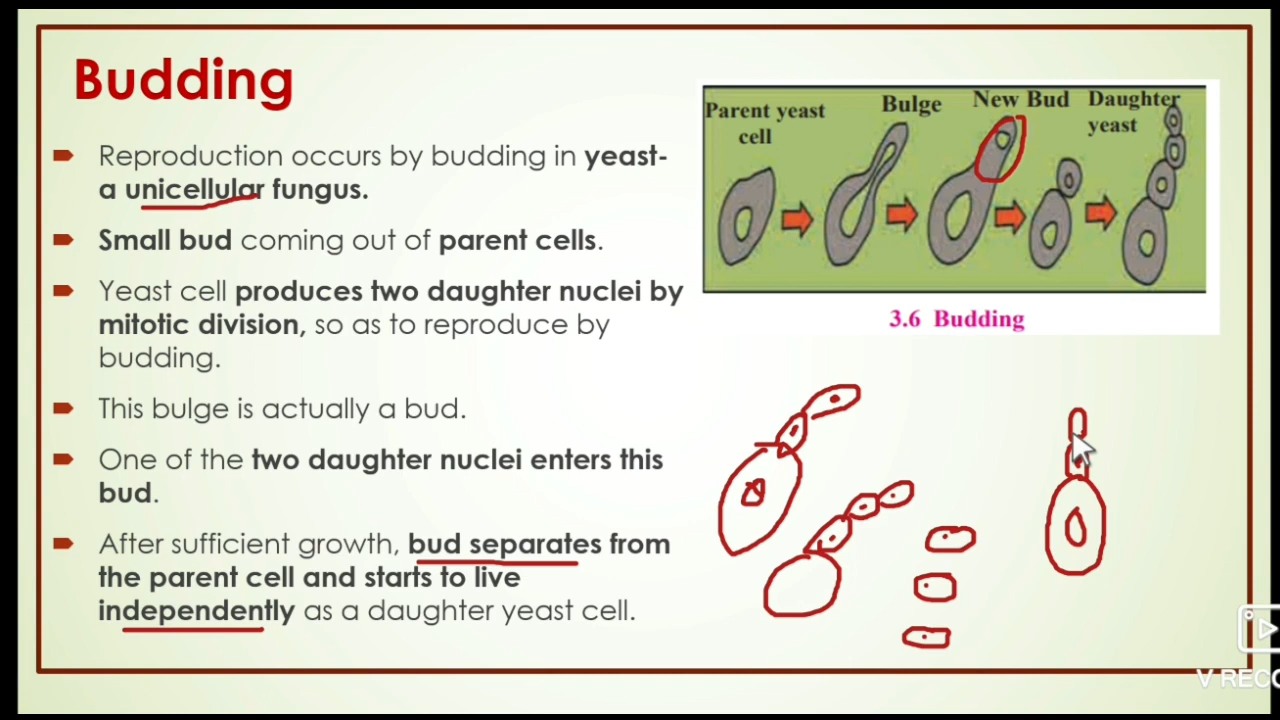 Budding
Reproduction occurs by budding in yeast-
a unicellular fungus.
Small bud coming out of parent cells.
Yeast cell produces two daughter nuclei by
mitotic division, so as to reproduce by
budding.
This bulge is actually a bud.
One of the two daughter nuclei enters this
bud.
After sufficient growth, bud separates from
the parent cell and starts to live
independently as a daughter yeast cell.
Parent yeast
cell
Bulge
New Bud
Daughter
yeast
3.6 Budding
V RECO